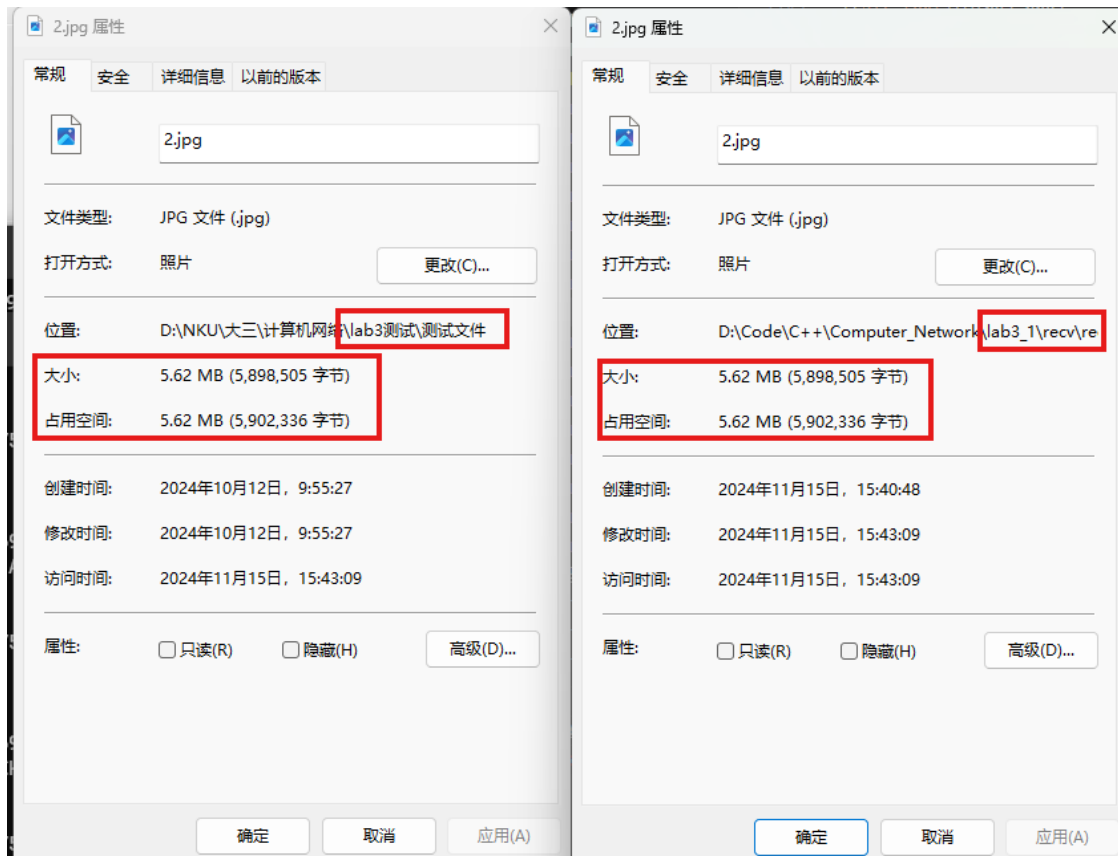 2.jpg 属性
常规 安全 详细信息 以前的版本
2.jpg
文件类型: JPG 文件 (.jpg)
打开方式: 照片 更改(C)...
位置: D:\NKU\大三\计算机网络\lab3测试\测试文件
大小: 5.62 MB (5,898,505 字节)
占用空间: 5.62 MB (5,902,336 字节)
创建时间: 2024年10月12日，9:55:27
修改时间: 2024年10月12日，9:55:27
访问时间: 2024年11月15日，15:43:09
属性: 只读(R) 隐藏(H) 高级(D)...
确定 取消 应用(A)
2.jpg 属性
常规 安全 详细信息 以前的版本
2.jpg
文件类型: JPG 文件 (.jpg)
打开方式: 照片 更改(C)...
位置: D:\Code\C++\Computer_Network\lab3_1\recv\re
大小: 5.62 MB (5,898,505 字节)
占用空间: 5.62 MB (5,902,336 字节)
创建时间: 2024年11月15日，15:40:48
修改时间: 2024年11月15日，15:43:09
访问时间: 2024年11月15日，15:43:09
属性: 只读(R) 隐藏(H) 高级(D)...
确定 取消 应用(A)